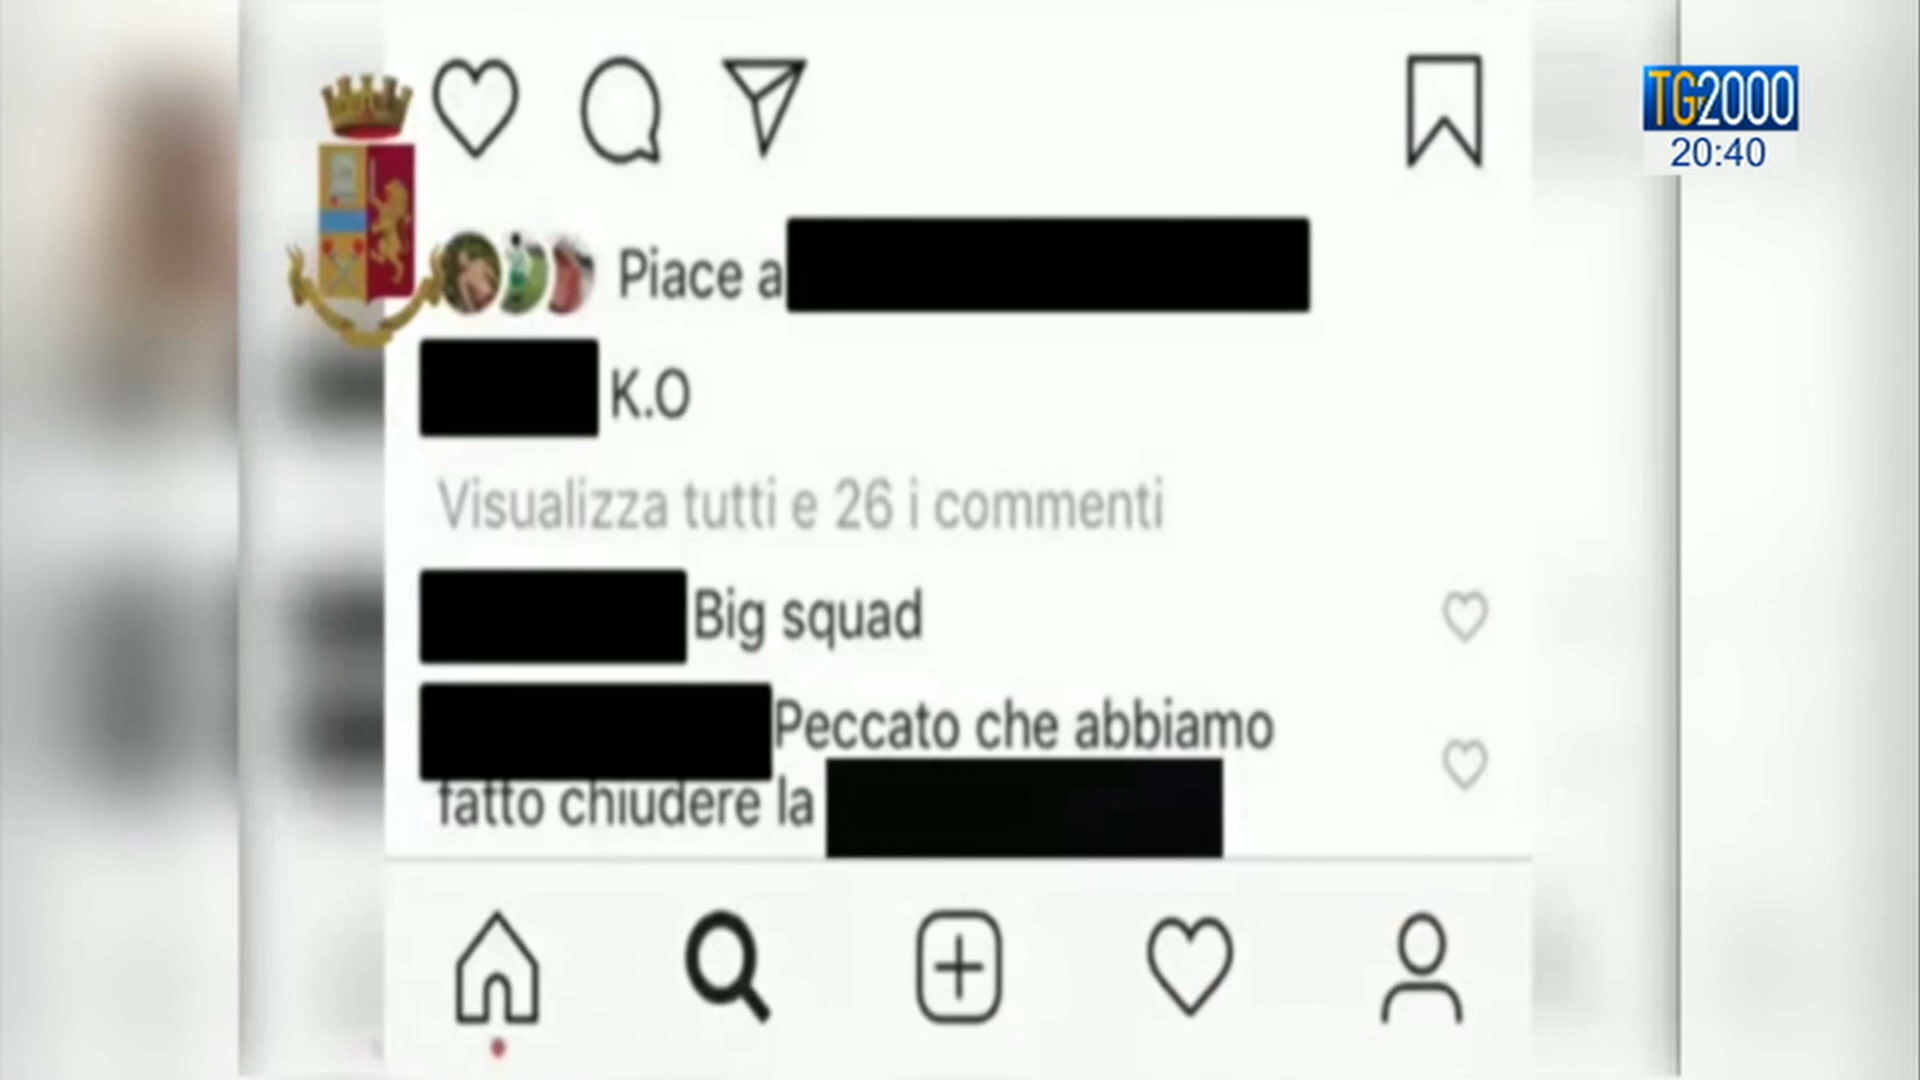 TG2000
20:40
Piace a
K.O
Visualizza tutti e 26 i commenti
Big squad
Peccato che abbiamo
fatto chiudere la